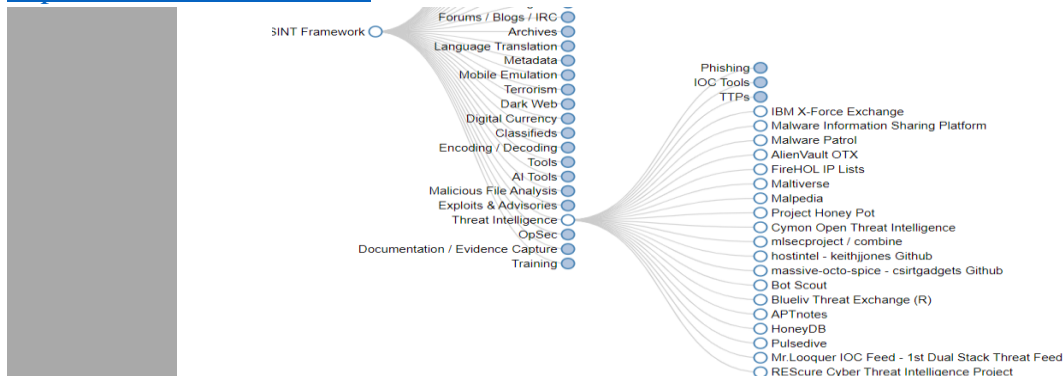 SINT Framework
Forums / Blogs / IRC
Archives
Language Translation
Metadata
Mobile Emulation
Terrorism
Dark Web
Digital Currency
Classifieds
Encoding / Decoding
Tools
AI Tools
Malicious File Analysis
Exploits & Advisories
Threat Intelligence
OpSec
Documentation / Evidence Capture
Training
Phishing
IOC Tools
TTPs
IBM X-Force Exchange
Malware Information Sharing Platform
Malware Patrol
AlienVault OTX
FireHOL IP Lists
Maltiverse
Malpedia
Project Honey Pot
Cymon Open Threat Intelligence
mlsecproject / combine
hostintel - keithjjones Github
massive-octo-spice - csirtgadgets Github
Bot Scout
Blueliv Threat Exchange (R)
APTnotes
HoneyDB
Pulsedive
Mr.Looquer IOC Feed - 1st Dual Stack Threat Feed
REScure Cyber Threat Intelligence Project